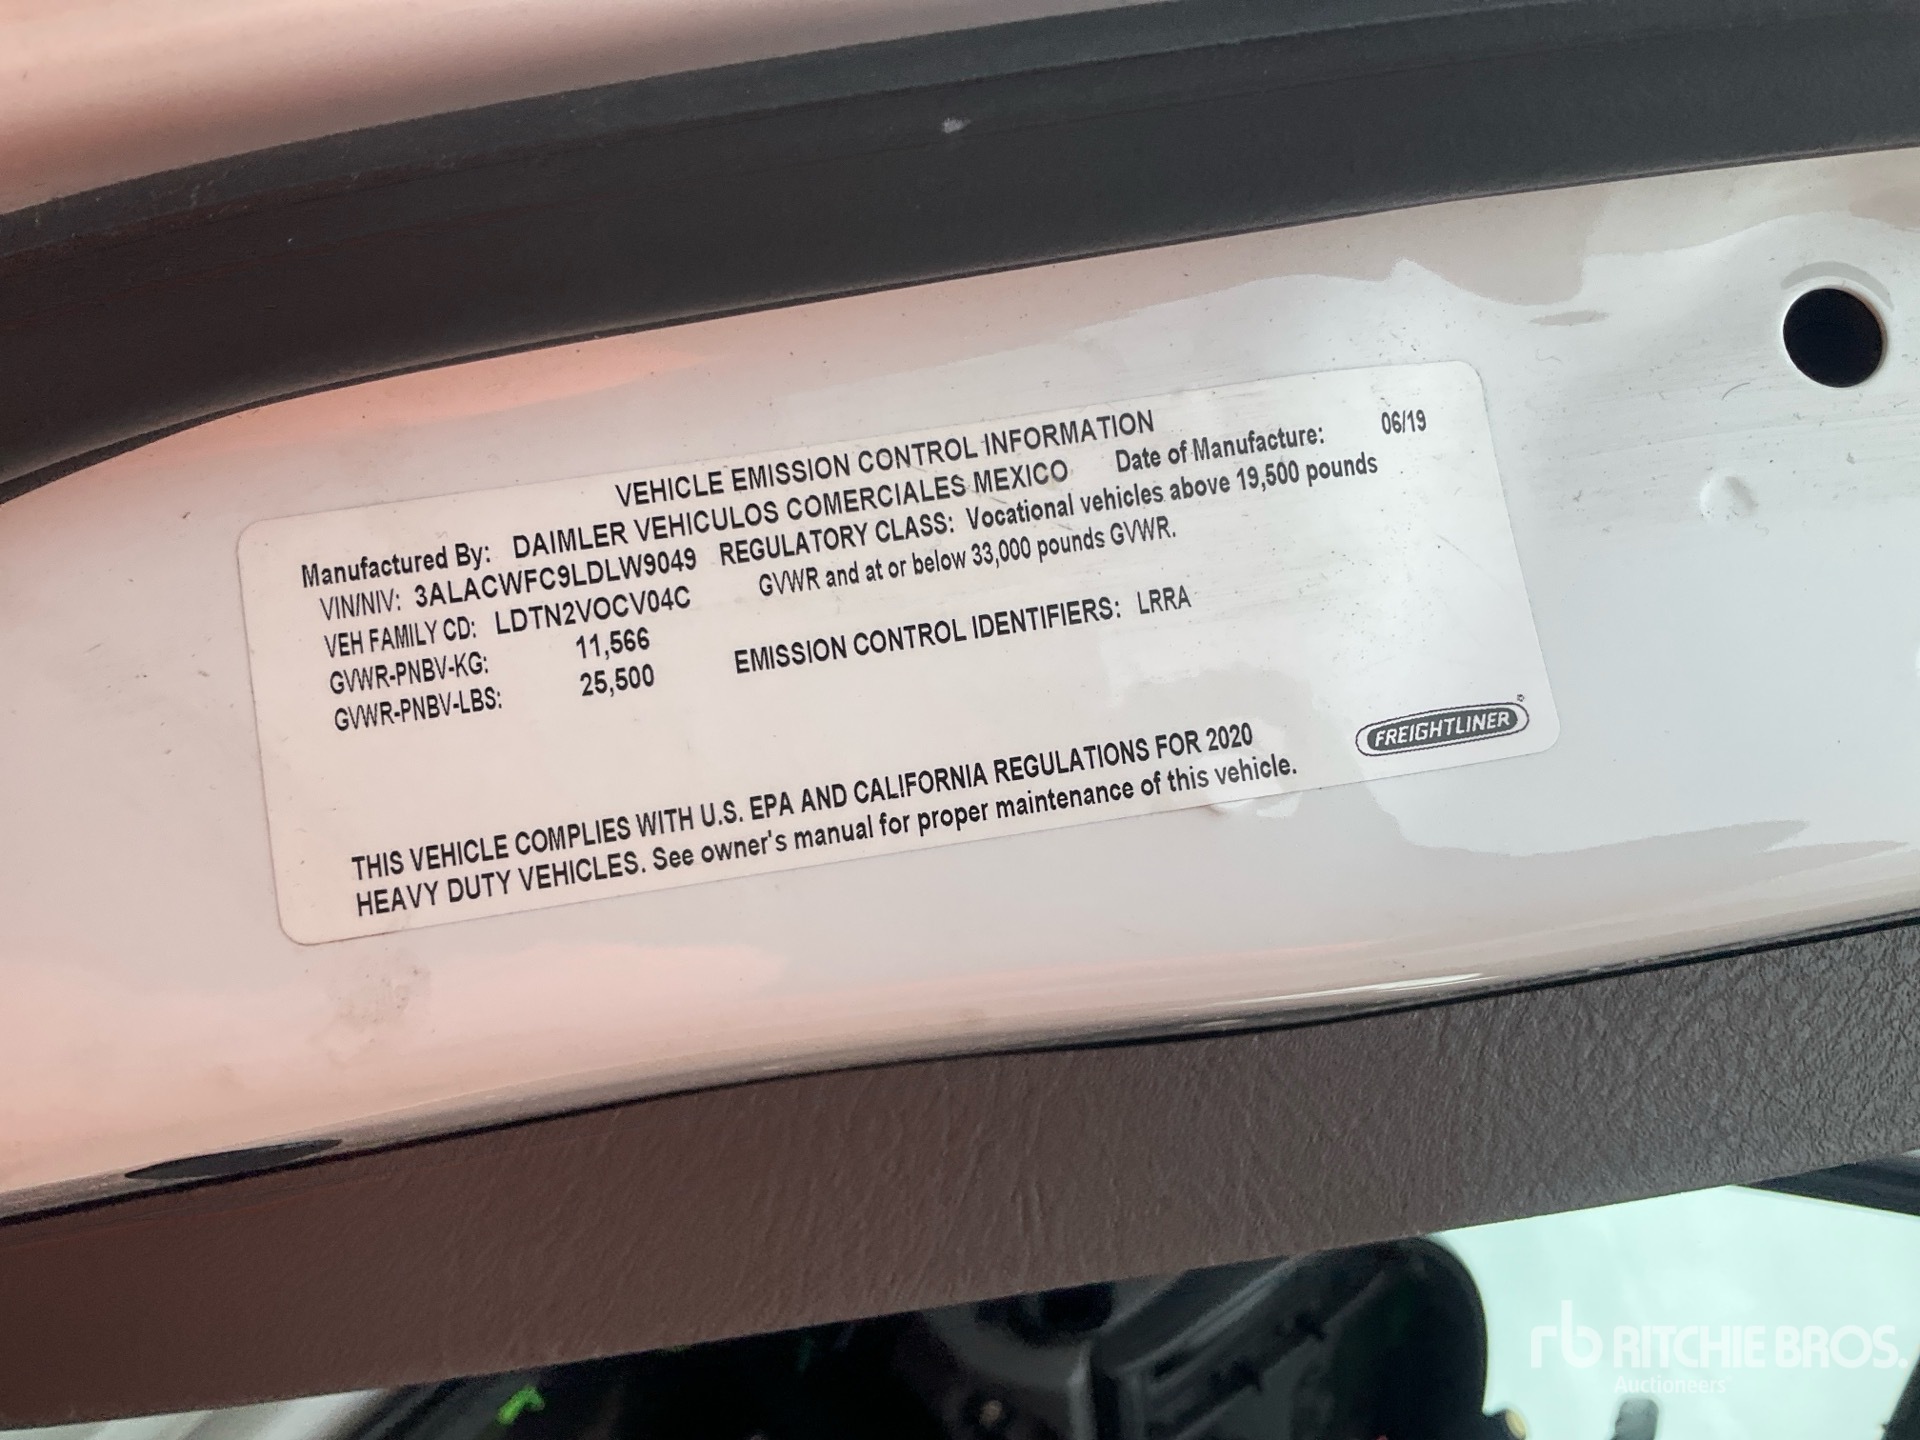 VEHICLE EMISSION CONTROL INFORMATION
Manufactured By: DAIMLER VEHICULOS COMERCIALES MEXICO Date of Manufacture: 06/19
VIN/NIV: 3ALACWFC9LDLW9049 REGULATORY CLASS: Vocational vehicles above 19,500 pounds
VEH FAMILY CD: LDTN2VOCV04C GVWR and at or below 33,000 pounds GVWR.
GVWR-PNBV-KG: 11,566
GVWR-PNBV-LBS: 25,500 EMISSION CONTROL IDENTIFIERS: LRRA
FREIGHTLINER
THIS VEHICLE COMPLIES WITH U.S. EPA AND CALIFORNIA REGULATIONS FOR 2020
HEAVY DUTY VEHICLES. See owner's manual for proper maintenance of this vehicle.
rb RITCHIE BROS.
Auctioneers